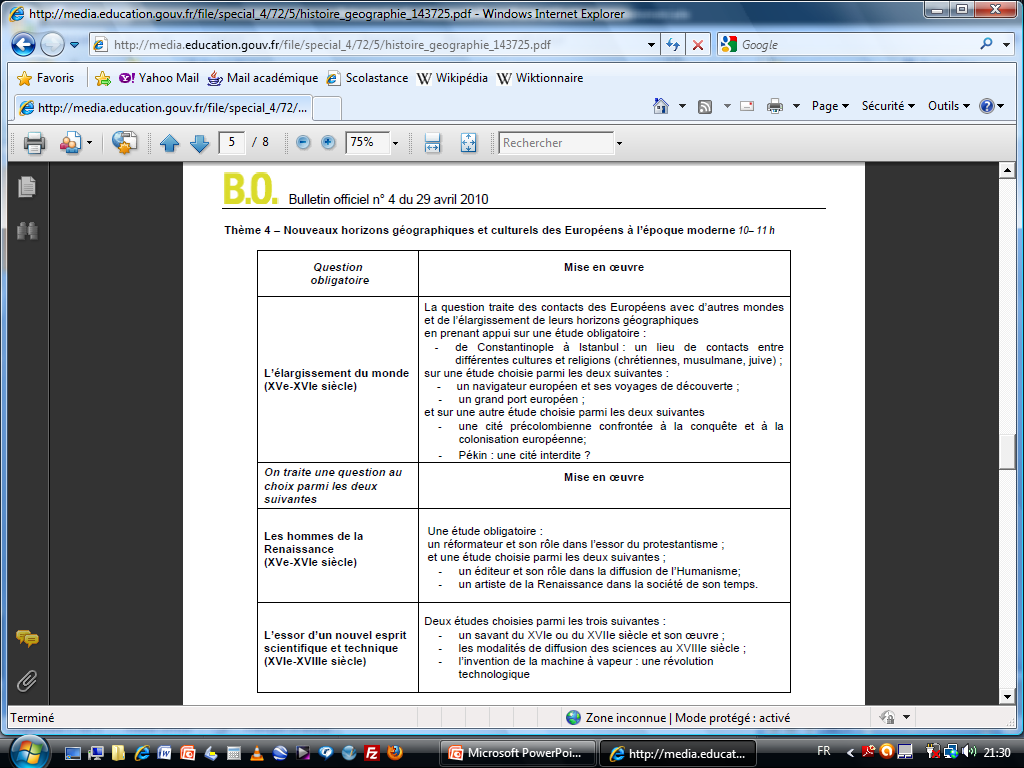 http://media.education.gouv.fr/file/special_4/72/5/histoire_geographie_143725.pdf - Windows Internet Explorer
http://media.education.gouv.fr/file/special_4/72/5/histoire_geographie_143725.pdf
Google
Favoris
Yahoo Mail
Mail académique
Scolastance
Wikipédia
Wiktionnaire
http://media.education.gouv.fr/file/special_4/72/...
Page
Sécurité
Outils
5 / 8
75%
Rechercher
B.O. Bulletin officiel n° 4 du 29 avril 2010
Thème 4 – Nouveaux horizons géographiques et culturels des Européens à l'époque moderne 10– 11 h
Question
obligatoire
Mise en œuvre
L'élargissement du monde
(XVe-XVIe siècle)
La question traite des contacts des Européens avec d'autres mondes
et de l'élargissement de leurs horizons géographiques
en prenant appui sur une étude obligatoire :
- de Constantinople à Istanbul : un lieu de contacts entre
différentes cultures et religions (chrétiennes, musulmane, juive) ;
sur une étude choisie parmi les deux suivantes :
- un navigateur européen et ses voyages de découverte ;
- un grand port européen ;
et sur une autre étude choisie parmi les deux suivantes
- une cité précolombienne confrontée à la conquête et à la
colonisation européenne;
- Pékin : une cité interdite ?
On traite une question au
choix parmi les deux
suivantes
Mise en œuvre
Les hommes de la
Renaissance
(XVe-XVIe siècle)
Une étude obligatoire :
un réformateur et son rôle dans l'essor du protestantisme ;
et une étude choisie parmi les deux suivantes ;
- un éditeur et son rôle dans la diffusion de l'Humanisme;
- un artiste de la Renaissance dans la société de son temps.
L'essor d'un nouvel esprit
scientifique et technique
(XVIe-XVIIIe siècle)
Deux études choisies parmi les trois suivantes :
- un savant du XVIe ou du XVIIe siècle et son œuvre ;
- les modalités de diffusion des sciences au XVIIIe siècle ;
- l'invention de la machine à vapeur : une révolution
technologique
Terminé
Zone inconnue | Mode protégé : activé
Microsoft PowerPoi...
http://media.educat...
FR
21:30